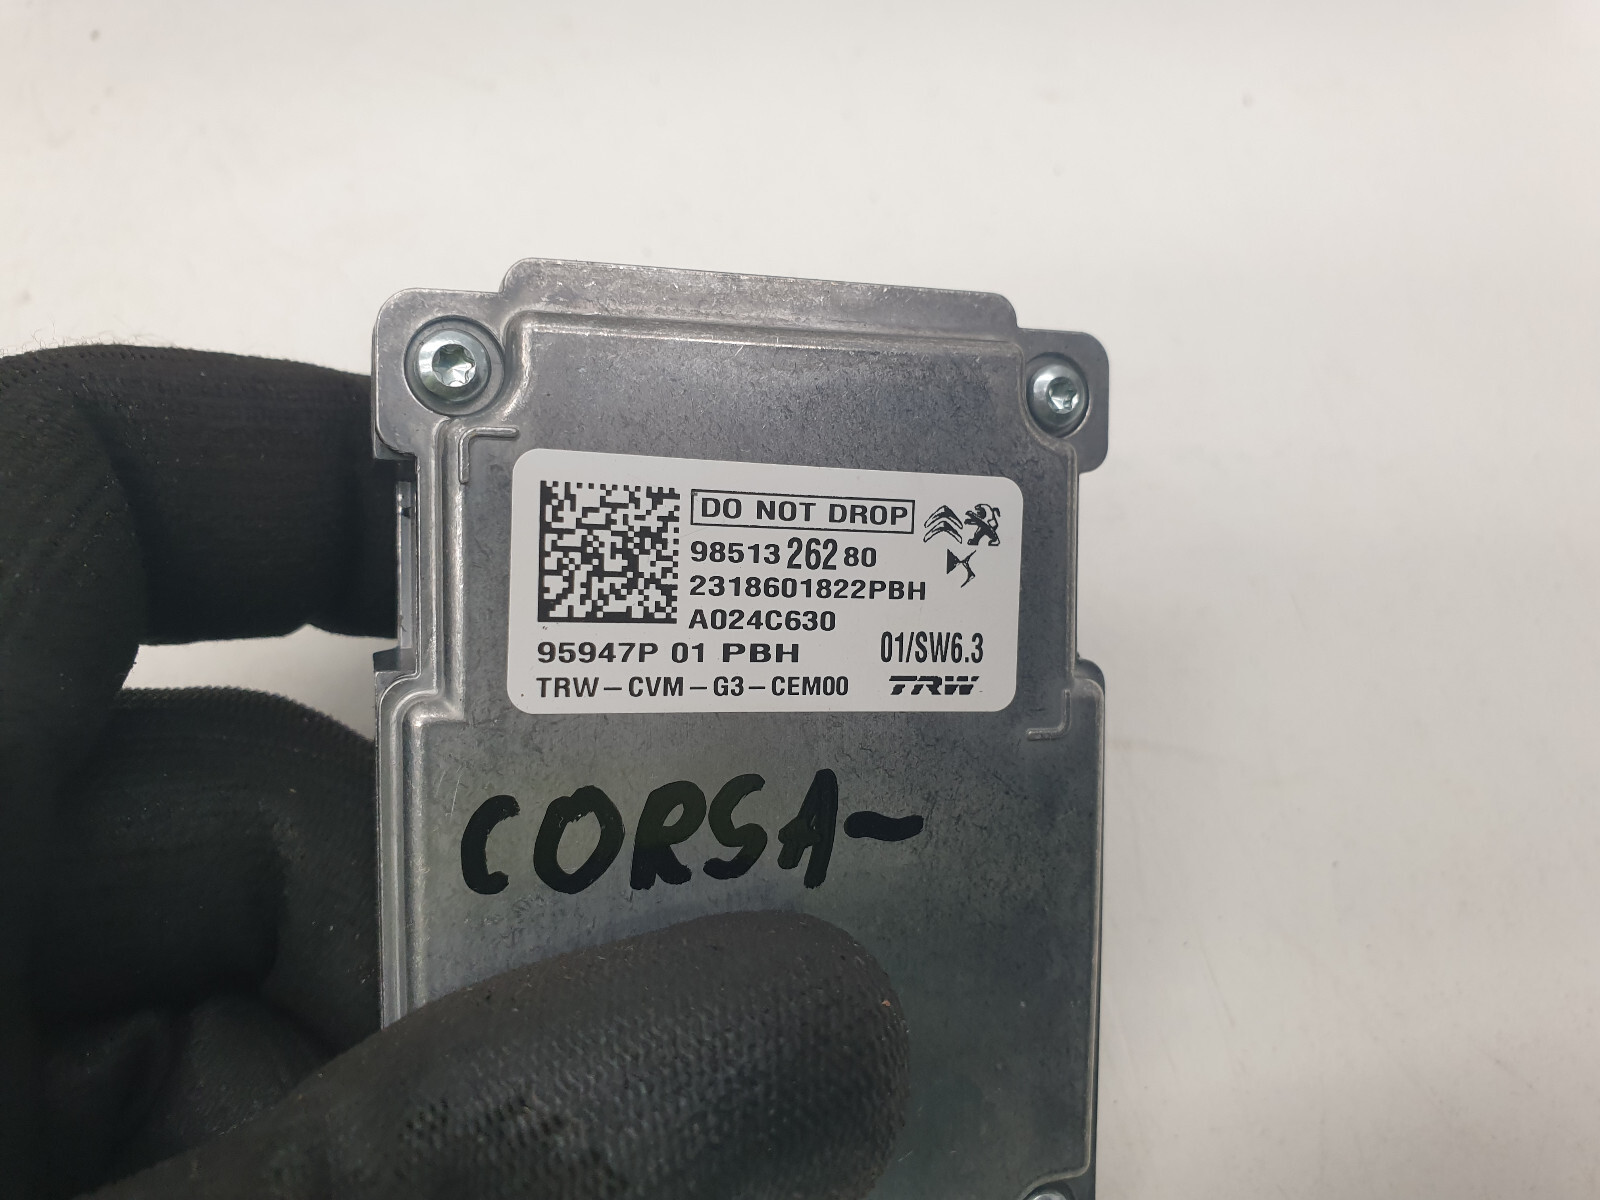 DO NOT DROP
98513 262 80
2318601822PBH
A024C630
95947P 01 PBH 01/SW6.3
TRW-CVM-G3-CEM00 TRW
CORSA-